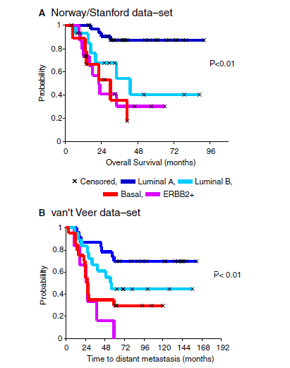 A Norway/Stanford data–set
1
0.8
0.6
0.4
0.2
0
Probability
P<0.01
0 24 48 72 96
Overall Survival (months)
× Censored, Luminal A, Luminal B,
Basal, ERBB2+
B van't Veer data–set
1
0.8
0.6
0.4
0.2
0
Probability
P< 0.01
0 24 48 72 96 120 144 168 192
Time to distant metastasis (months)